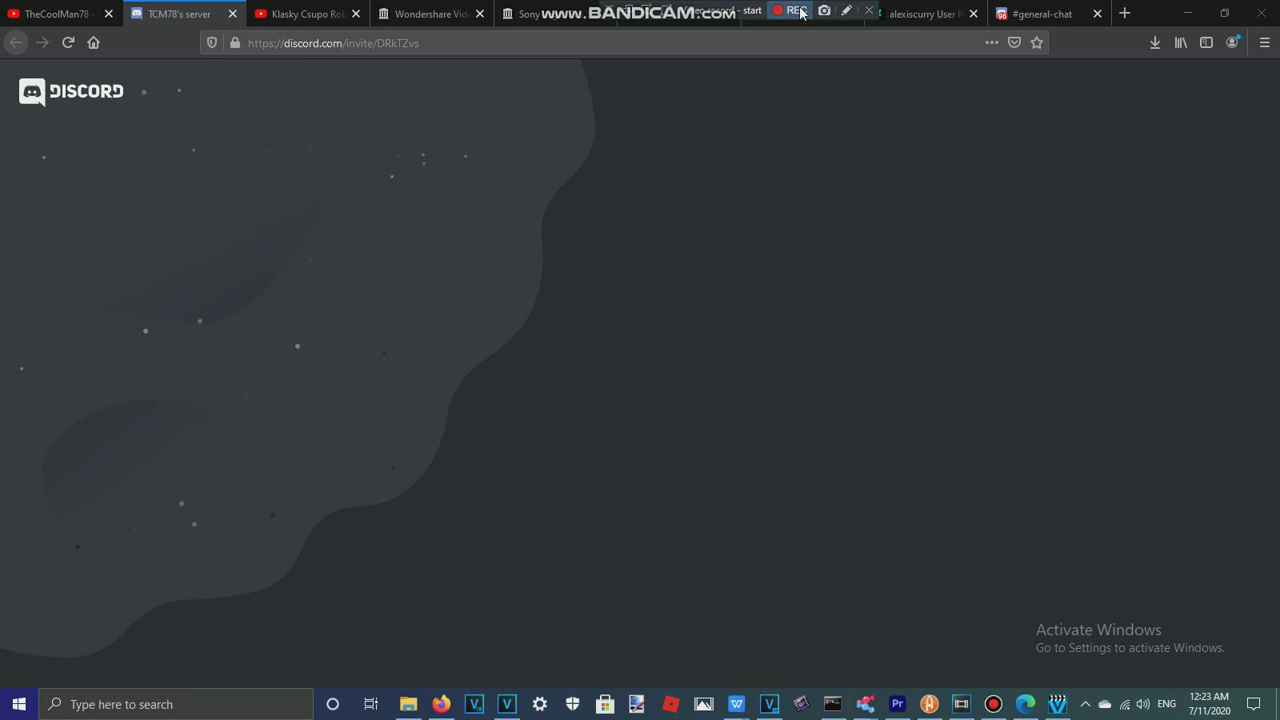 TheCoolMan78 -
TCM78's server
Klasky Csupo Rob
Wondershare Vid
Sony
www.BANDICAM.com
- start
REC
alexiscurry User P
#general-chat
https://discord.com/invite/DRkTZvs
DISCORD
Activate Windows
Go to Settings to activate Windows.
Type here to search
ENG
12:23 AM
7/11/2020